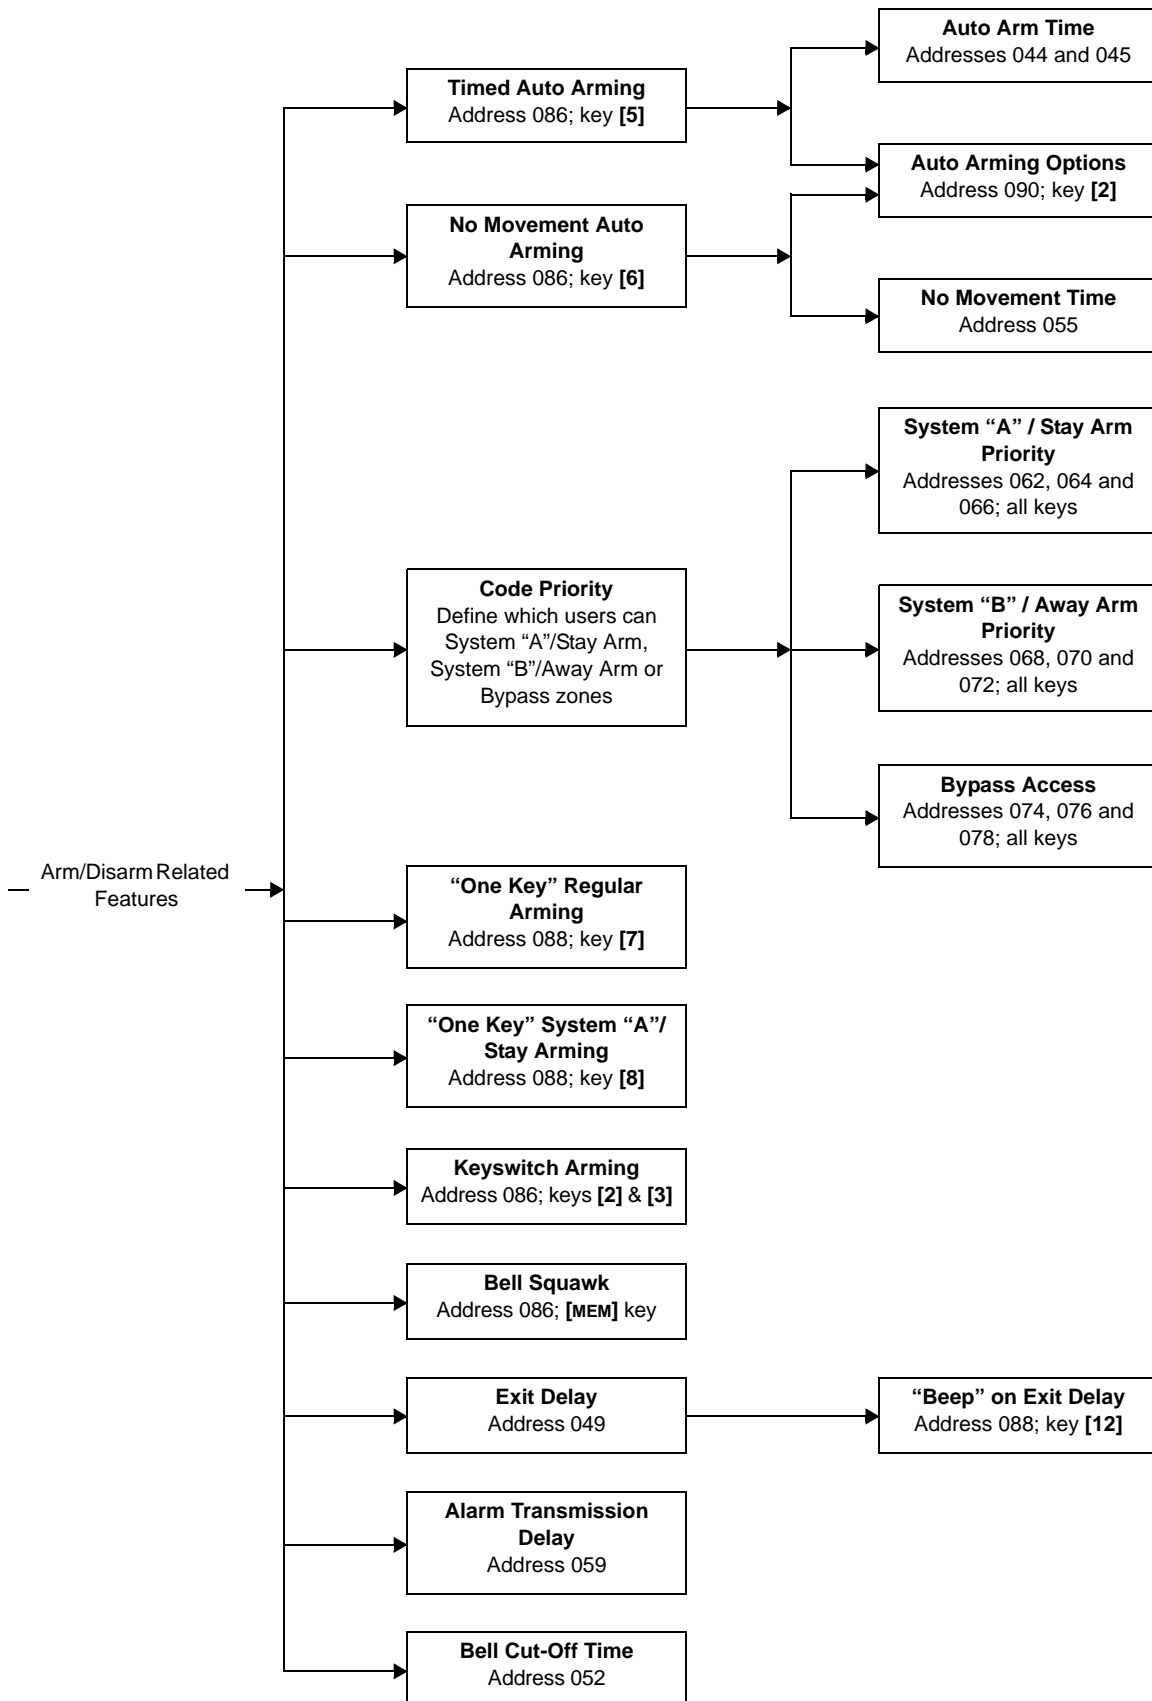 Auto Arm Time
Addresses 044 and 045
Timed Auto Arming
Address 086; key [5]
Auto Arming Options
Address 090; key [2]
No Movement Auto
Arming
Address 086; key [6]
No Movement Time
Address 055
System “A” / Stay Arm
Priority
Addresses 062, 064 and
066; all keys
Code Priority
Define which users can
System “A”/Stay Arm,
System “B”/Away Arm or
Bypass zones
System “B” / Away Arm
Priority
Addresses 068, 070 and
072; all keys
Bypass Access
Addresses 074, 076 and
078; all keys
Arm/Disarm Related
Features
“One Key” Regular
Arming
Address 088; key [7]
“One Key” System “A”/
Stay Arming
Address 088; key [8]
Keyswitch Arming
Address 086; keys [2] & [3]
Bell Squawk
Address 086; [MEM] key
Exit Delay
Address 049
“Beep” on Exit Delay
Address 088; key [12]
Alarm Transmission
Delay
Address 059
Bell Cut-Off Time
Address 052